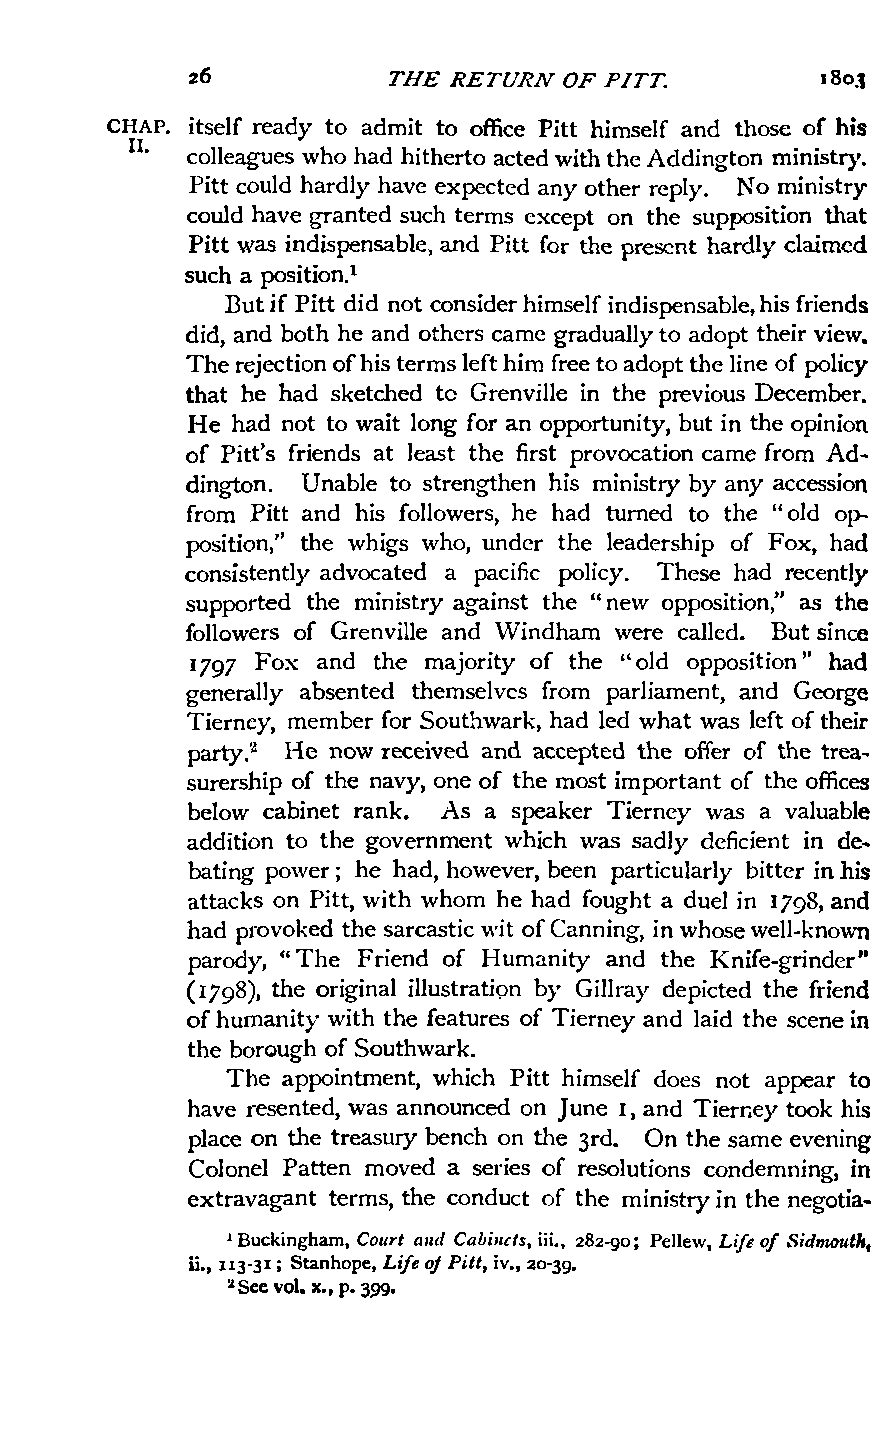 26 THE RETURN OF PITT. 1803
CHAP. itself ready to admit to office Pitt himself and those of his
II. colleagues who had hitherto acted with the Addington ministry.
Pitt could hardly have expected any other reply. No ministry
could have granted such terms except on the supposition that
Pitt was indispensable, and Pitt for the present hardly claimed
such a position.¹
But if Pitt did not consider himself indispensable, his friends
did, and both he and others came gradually to adopt their view.
The rejection of his terms left him free to adopt the line of policy
that he had sketched to Grenville in the previous December.
He had not to wait long for an opportunity, but in the opinion
of Pitt's friends at least the first provocation came from Ad-
dington. Unable to strengthen his ministry by any accession
from Pitt and his followers, he had turned to the "old op-
position," the whigs who, under the leadership of Fox, had
consistently advocated a pacific policy. These had recently
supported the ministry against the "new opposition," as the
followers of Grenville and Windham were called. But since
1797 Fox and the majority of the "old opposition" had
generally absented themselves from parliament, and George
Tierney, member for Southwark, had led what was left of their
party.² He now received and accepted the offer of the trea-
surership of the navy, one of the most important of the offices
below cabinet rank. As a speaker Tierney was a valuable
addition to the government which was sadly deficient in de-
bating power; he had, however, been particularly bitter in his
attacks on Pitt, with whom he had fought a duel in 1798, and
had provoked the sarcastic wit of Canning, in whose well-known
parody, "The Friend of Humanity and the Knife-grinder"
(1798), the original illustration by Gillray depicted the friend
of humanity with the features of Tierney and laid the scene in
the borough of Southwark.
The appointment, which Pitt himself does not appear to
have resented, was announced on June 1, and Tierney took his
place on the treasury bench on the 3rd. On the same evening
Colonel Patten moved a series of resolutions condemning, in
extravagant terms, the conduct of the ministry in the negotia-
¹ Buckingham, Court and Cabinets, iii., 282-90; Pellew, Life of Sidmouth,
ii., 113-31; Stanhope, Life of Pitt, iv., 20-39.
² See vol. x., p. 399.